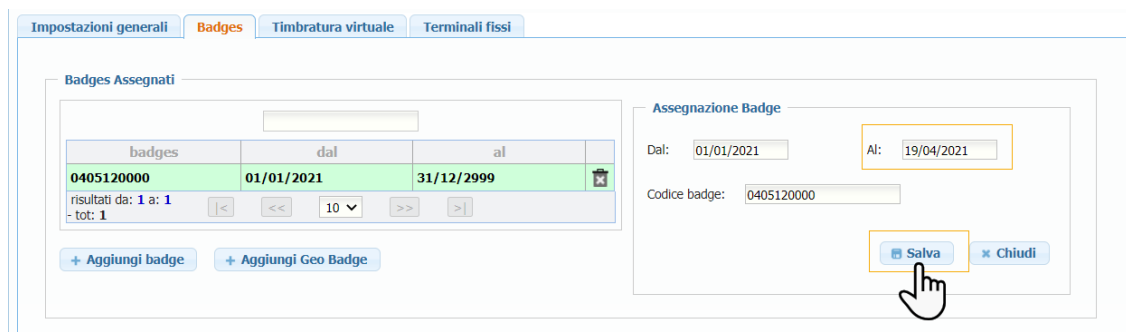 Impostazioni generali Badges Timbratura virtuale Terminali fissi
Badges Assegnati
badges dal al
0405120000 01/01/2021 31/12/2999
risultati da: 1 a: 1
- tot: 1
|< << 10 >> >|
+ Aggiungi badge + Aggiungi Geo Badge
Assegnazione Badge
Dal: 01/01/2021 Al: 19/04/2021
Codice badge: 0405120000
Salva × Chiudi